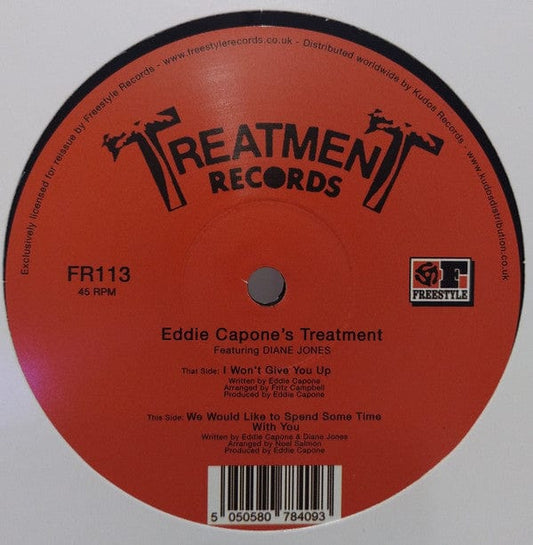 Exclusively licensed for reissue by Freestyle Records - www.freestylerecords.co.uk - Distributed worldwide by Kudos Records - www.kudosdistribution.co.uk
TREATMENT
RECORDS
FR113
45 RPM
F
FREESTYLE
Eddie Capone's Treatment
Featuring DIANE JONES
That Side: I Won't Give You Up
Written by Eddie Capone
Arranged by Fritz Campbell
Produced by Eddie Capone
This Side: We Would Like to Spend Some Time
With You
Written by Eddie Capone & Diane Jones
Arranged by Noel Salmon
Produced by Eddie Capone
5 050580 784093